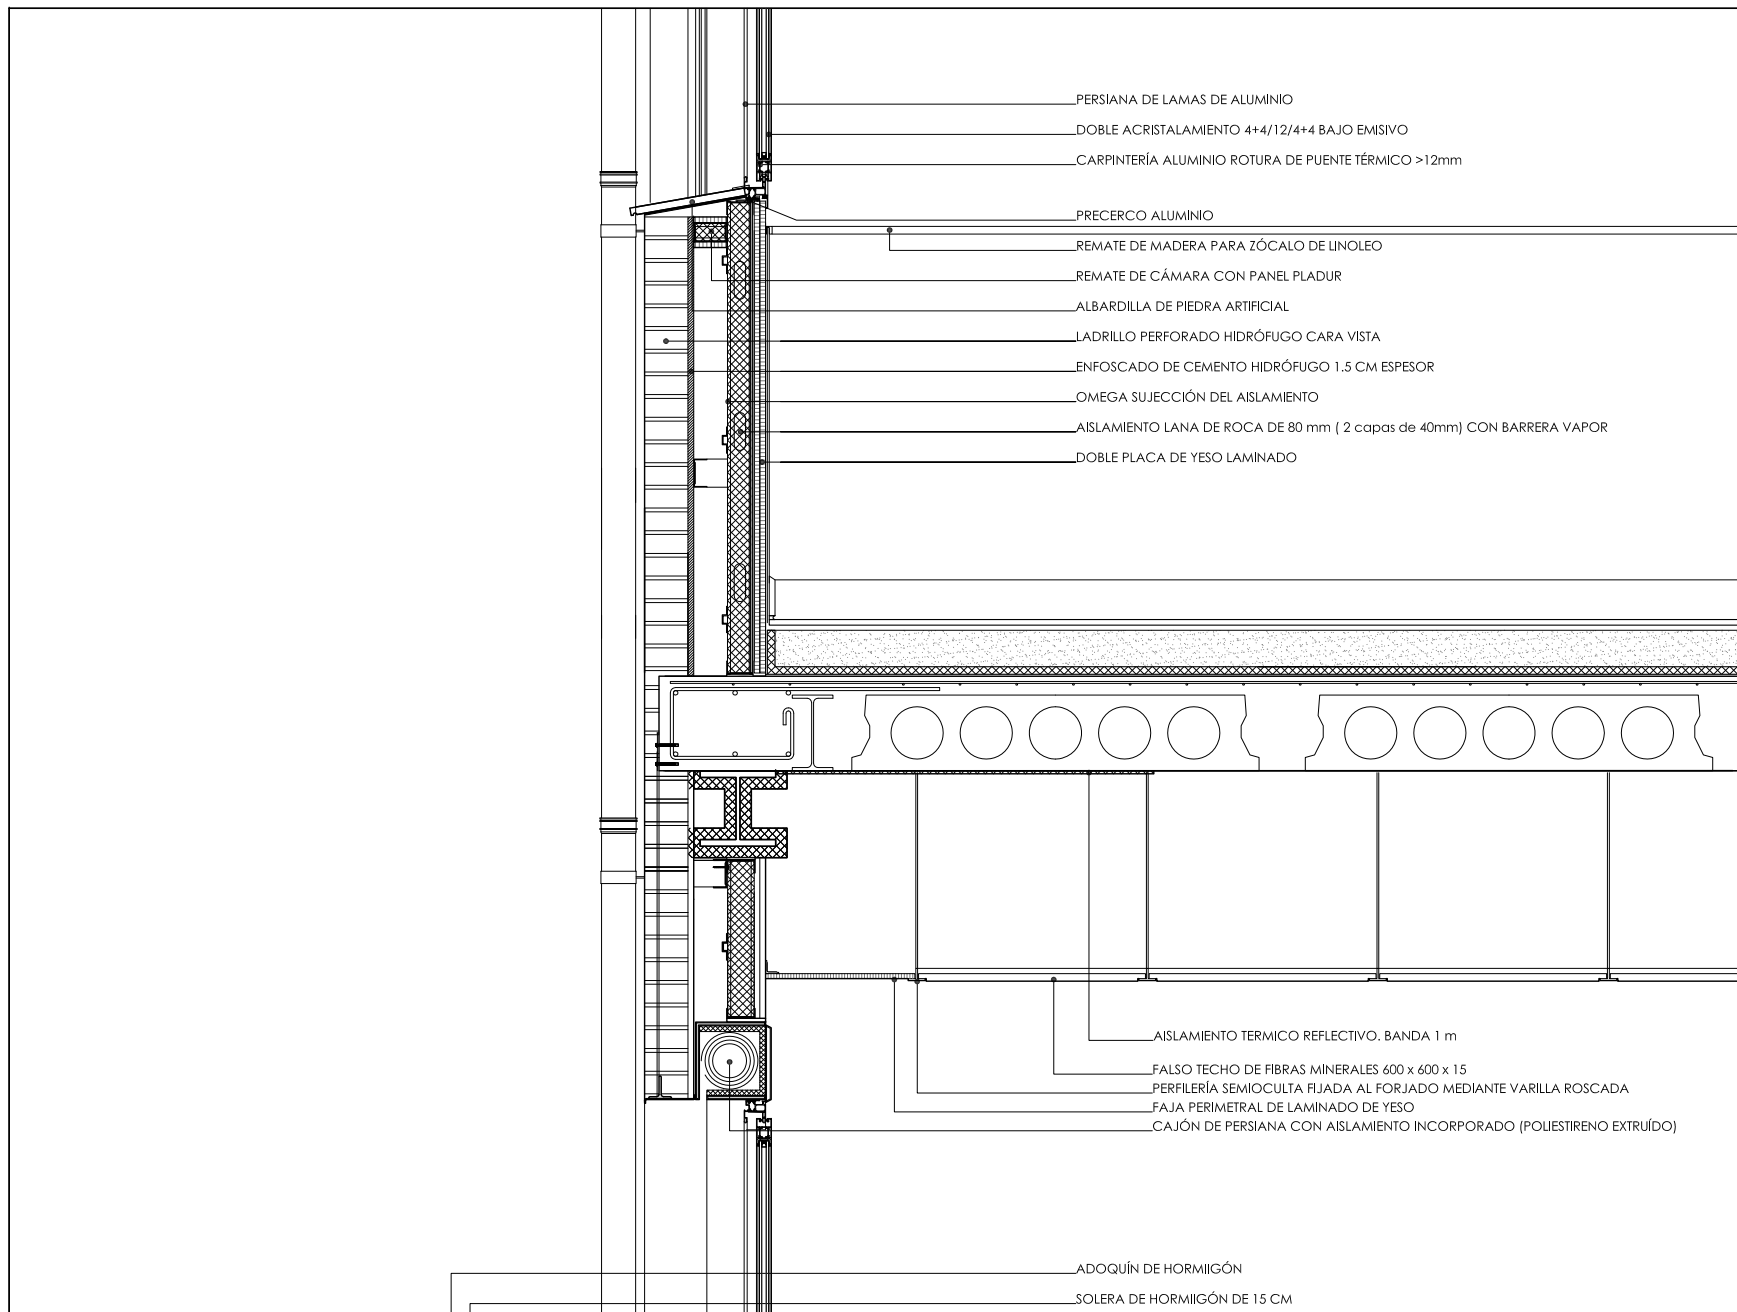 PERSIANA DE LAMAS DE ALUMINIO
DOBLE ACRISTALAMIENTO 4+4/12/4+4 BAJO EMISIVO
CARPINTERÍA ALUMINIO ROTURA DE PUENTE TÉRMICO >12mm
PRECERCO ALUMINIO
REMATE DE MADERA PARA ZÓCALO DE LINOLEO
REMATE DE CÁMARA CON PANEL PLADUR
ALBARDILLA DE PIEDRA ARTIFICIAL
LADRILLO PERFORADO HIDRÓFUGO CARA VISTA
ENFOSCADO DE CEMENTO HIDRÓFUGO 1.5 CM ESPESOR
OMEGA SUJECCIÓN DEL AISLAMIENTO
AISLAMIENTO LANA DE ROCA DE 80 mm ( 2 capas de 40mm) CON BARRERA VAPOR
DOBLE PLACA DE YESO LAMINADO
AISLAMIENTO TERMICO REFLECTIVO. BANDA 1 m
FALSO TECHO DE FIBRAS MINERALES 600 x 600 x 15
PERFILERÍA SEMIOCULTA FIJADA AL FORJADO MEDIANTE VARILLA ROSCADA
FAJA PERIMETRAL DE LAMINADO DE YESO
CAJÓN DE PERSIANA CON AISLAMIENTO INCORPORADO (POLIESTIRENO EXTRUÍDO)
ADOQUÍN DE HORMIIGÓN
SOLERA DE HORMIIGÓN DE 15 CM